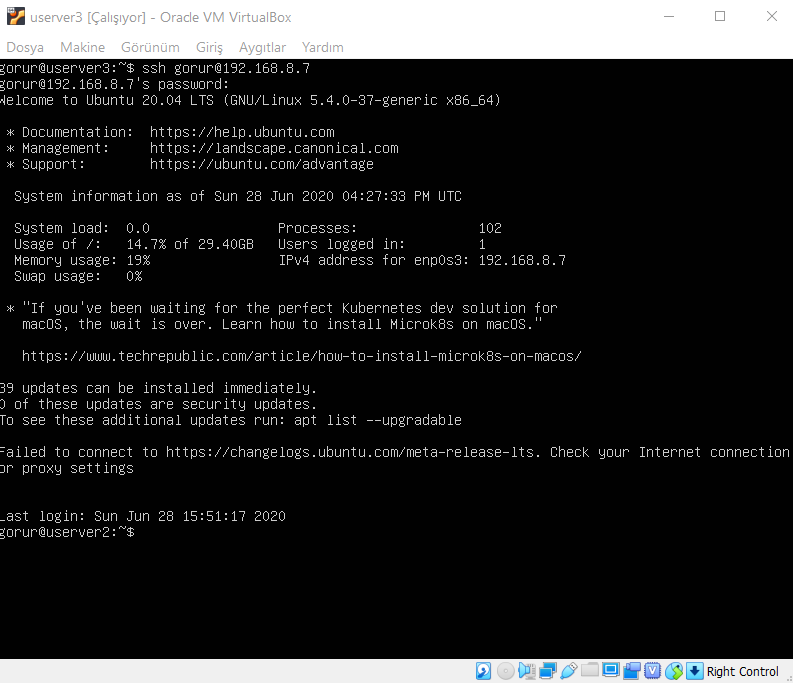 userver3 [Çalışıyor] - Oracle VM VirtualBox
Dosya Makine Görünüm Giriş Aygıtlar Yardım
gorur@userver3:~$ ssh gorur@192.168.8.7
gorur@192.168.8.7's password:
Welcome to Ubuntu 20.04 LTS (GNU/Linux 5.4.0-37-generic x86_64)
* Documentation: https://help.ubuntu.com
* Management: https://landscape.canonical.com
* Support: https://ubuntu.com/advantage
System information as of Sun 28 Jun 2020 04:27:33 PM UTC
System load: 0.0 Processes: 102
Usage of /: 14.7% of 29.40GB Users logged in: 1
Memory usage: 19% IPv4 address for enp0s3: 192.168.8.7
Swap usage: 0%
* "If you've been waiting for the perfect Kubernetes dev solution for
macOS, the wait is over. Learn how to install Microk8s on macOS."
https://www.techrepublic.com/article/how-to-install-microk8s-on-macos/
39 updates can be installed immediately.
0 of these updates are security updates.
To see these additional updates run: apt list --upgradable
Failed to connect to https://changelogs.ubuntu.com/meta-release-lts. Check your Internet connection
or proxy settings
Last login: Sun Jun 28 15:51:17 2020
gorur@userver2:~$
Right Control